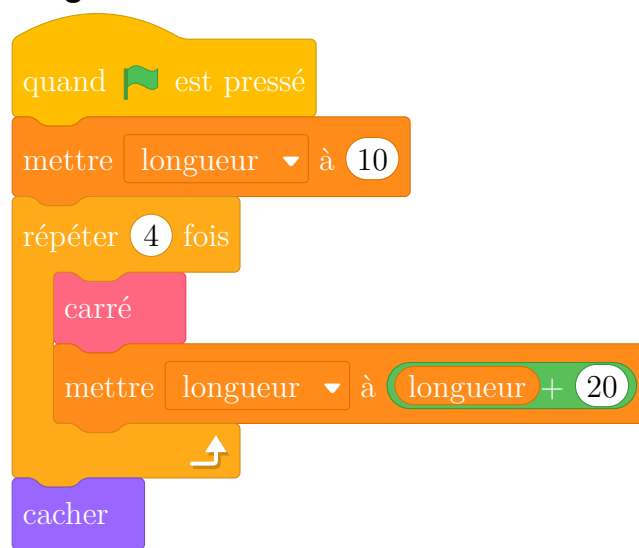 quand est pressé
mettre longueur à 10
répéter 4 fois
carré
mettre longueur à longueur + 20
cacher